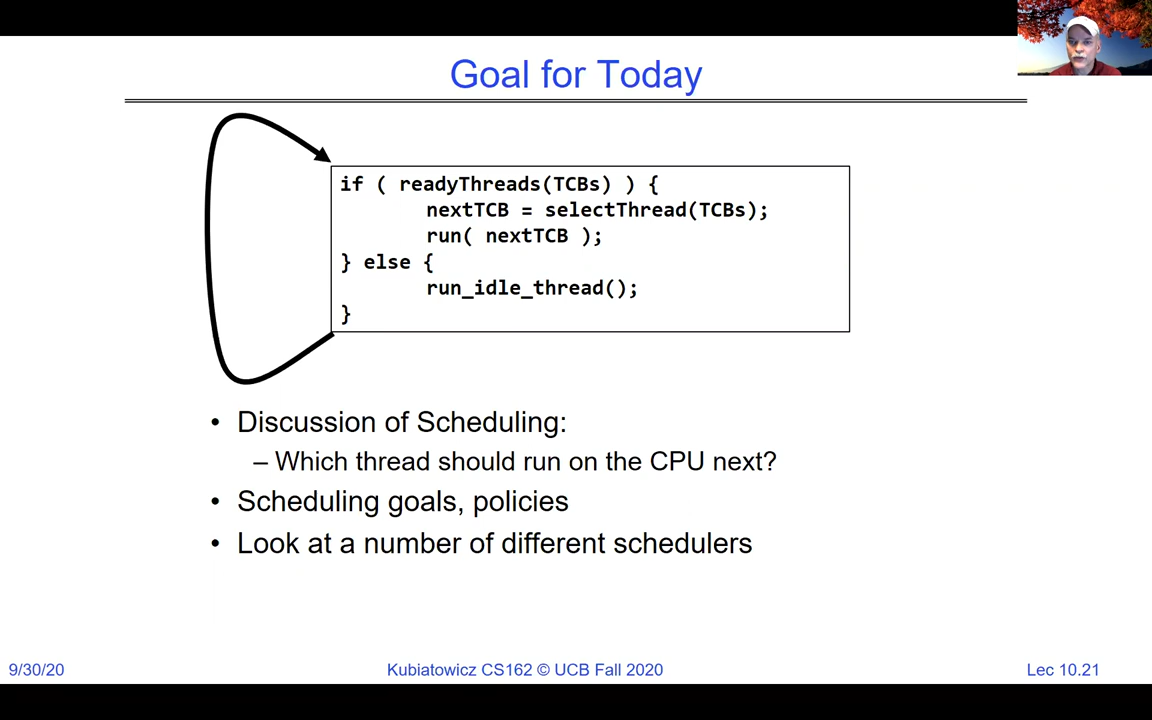 Goal for Today
if ( readyThreads(TCBs) ) {
nextTCB = selectThread(TCBs);
run( nextTCB );
} else {
run_idle_thread();
}
• Discussion of Scheduling:
– Which thread should run on the CPU next?
• Scheduling goals, policies
• Look at a number of different schedulers
9/30/20
Kubiatowicz CS162 © UCB Fall 2020
Lec 10.21